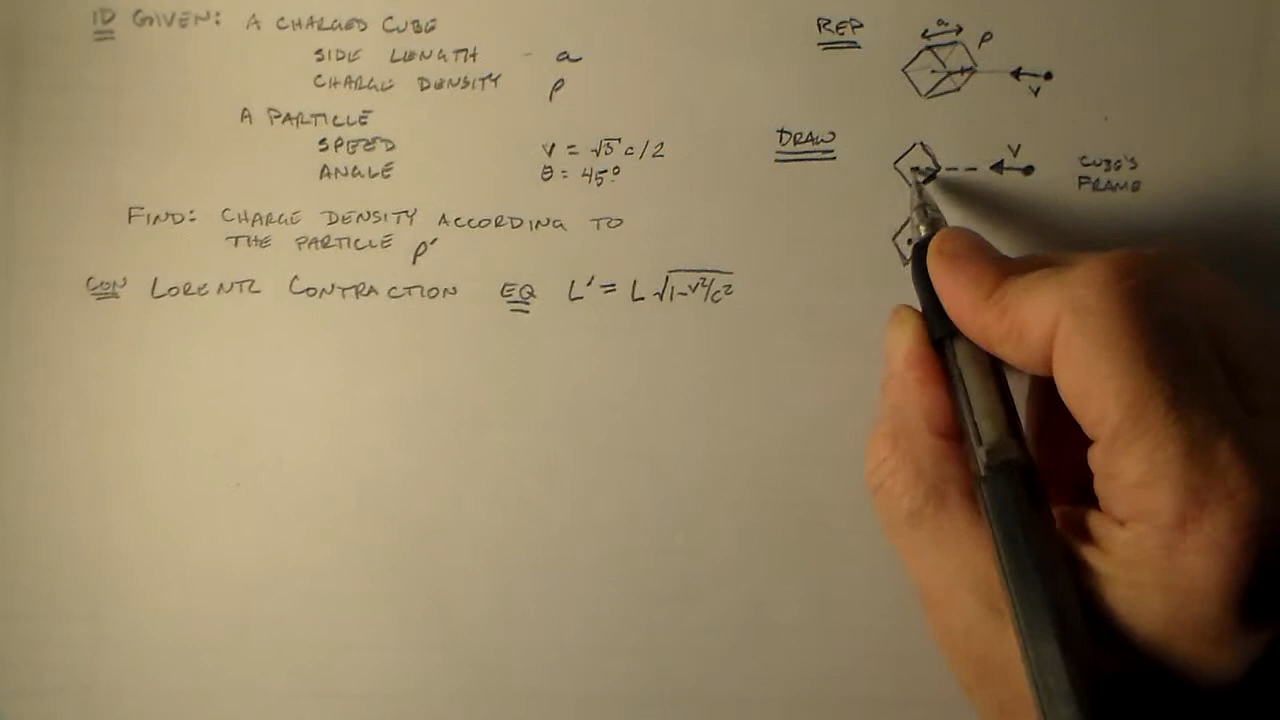 ID GIVEN: A CHARGED CUBE
SIDE LENGTH - a
CHARGE DENSITY ρ
A PARTICLE
SPEED v = √3 c/2
ANGLE θ = 45°
FIND: CHARGE DENSITY ACCORDING TO
THE PARTICLE ρ'
CON LORENTZ CONTRACTION EQ L' = L √1-v²/c²
REP
a
ρ
v
DRAW
v
CUBE'S
FRAME